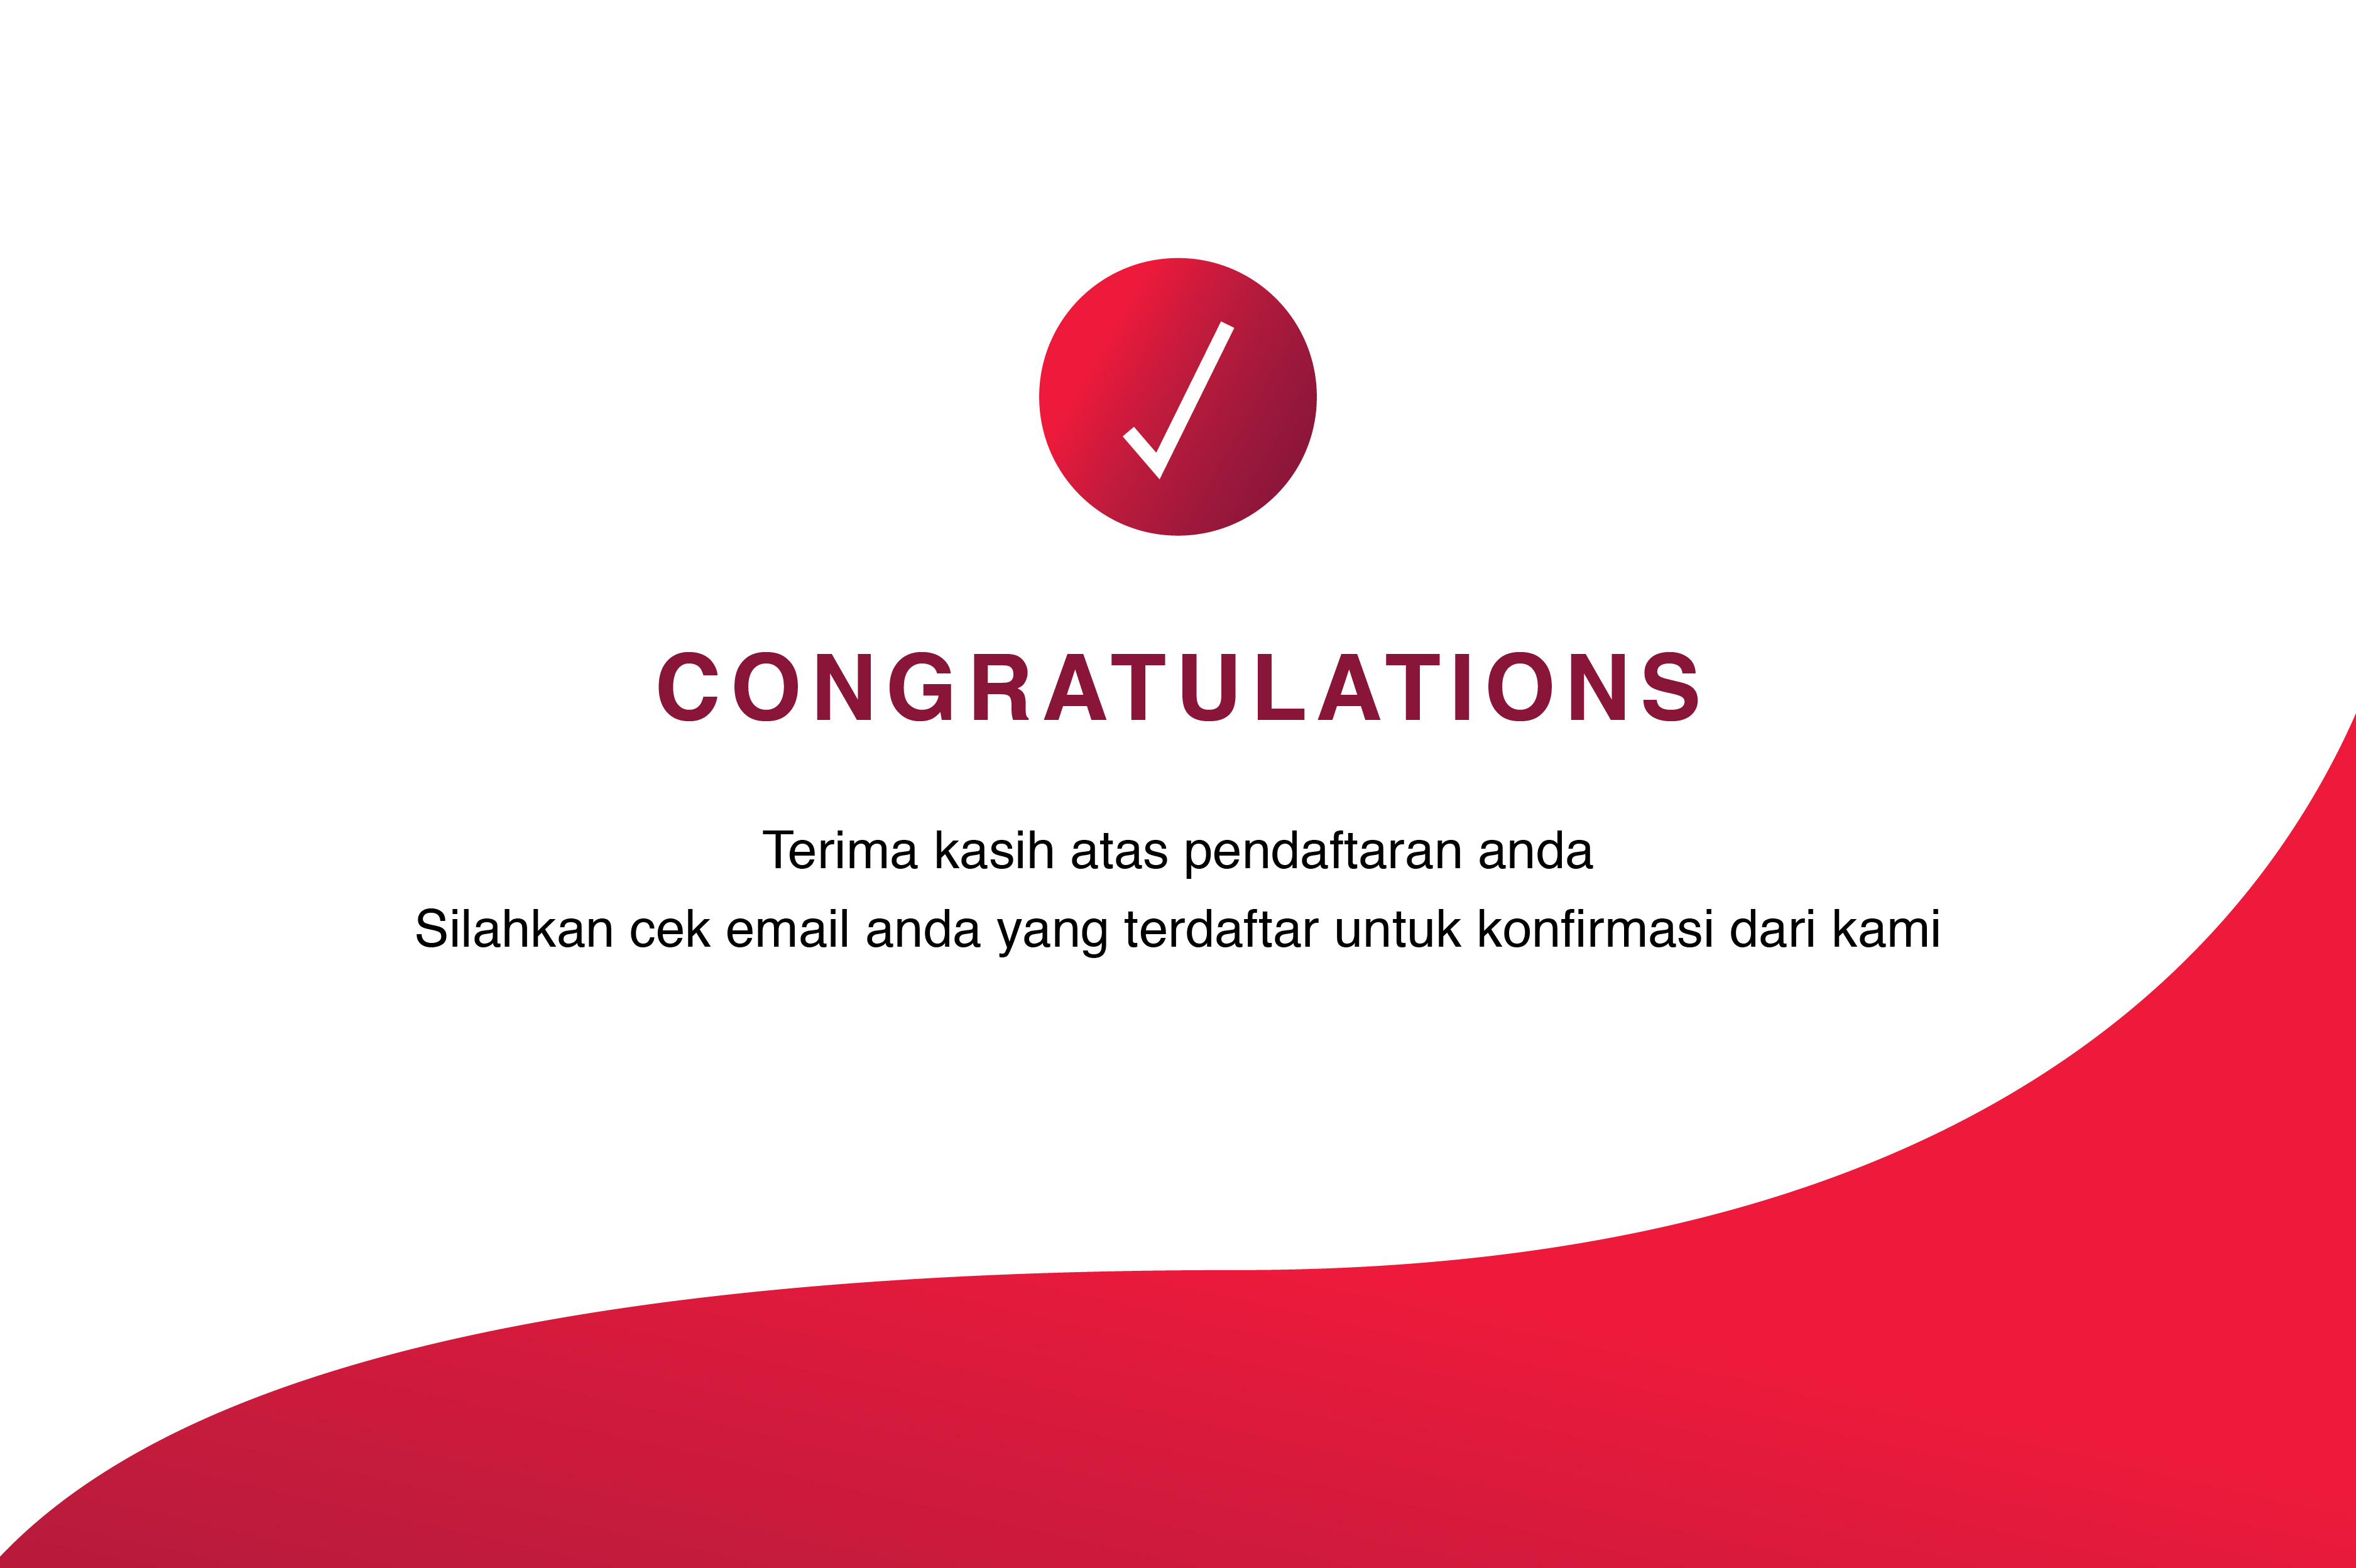 CONGRATULATIONS
Terima kasih atas pendaftaran anda
Silahkan cek email anda yang terdaftar untuk konfirmasi dari kami